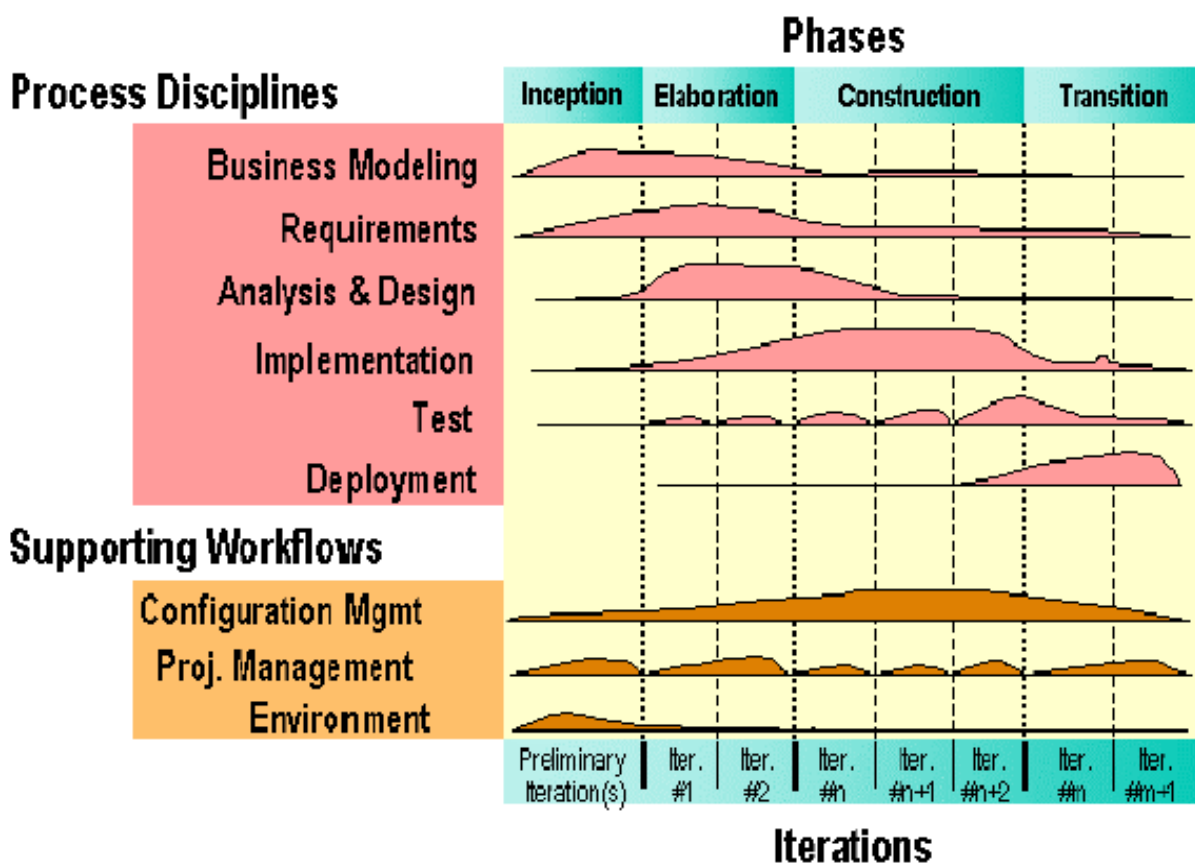 Phases
Process Disciplines
Inception Elaboration Construction Transition
Business Modeling
Requirements
Analysis & Design
Implementation
Test
Deployment
Supporting Workflows
Configuration Mgmt
Proj. Management
Environment
Preliminary Iter. Iter. Iter. Iter. Iter. Iter. Iter.
Iteration(s) #1 #2 #n #n+1 #n+2 #m #m+1
Iterations